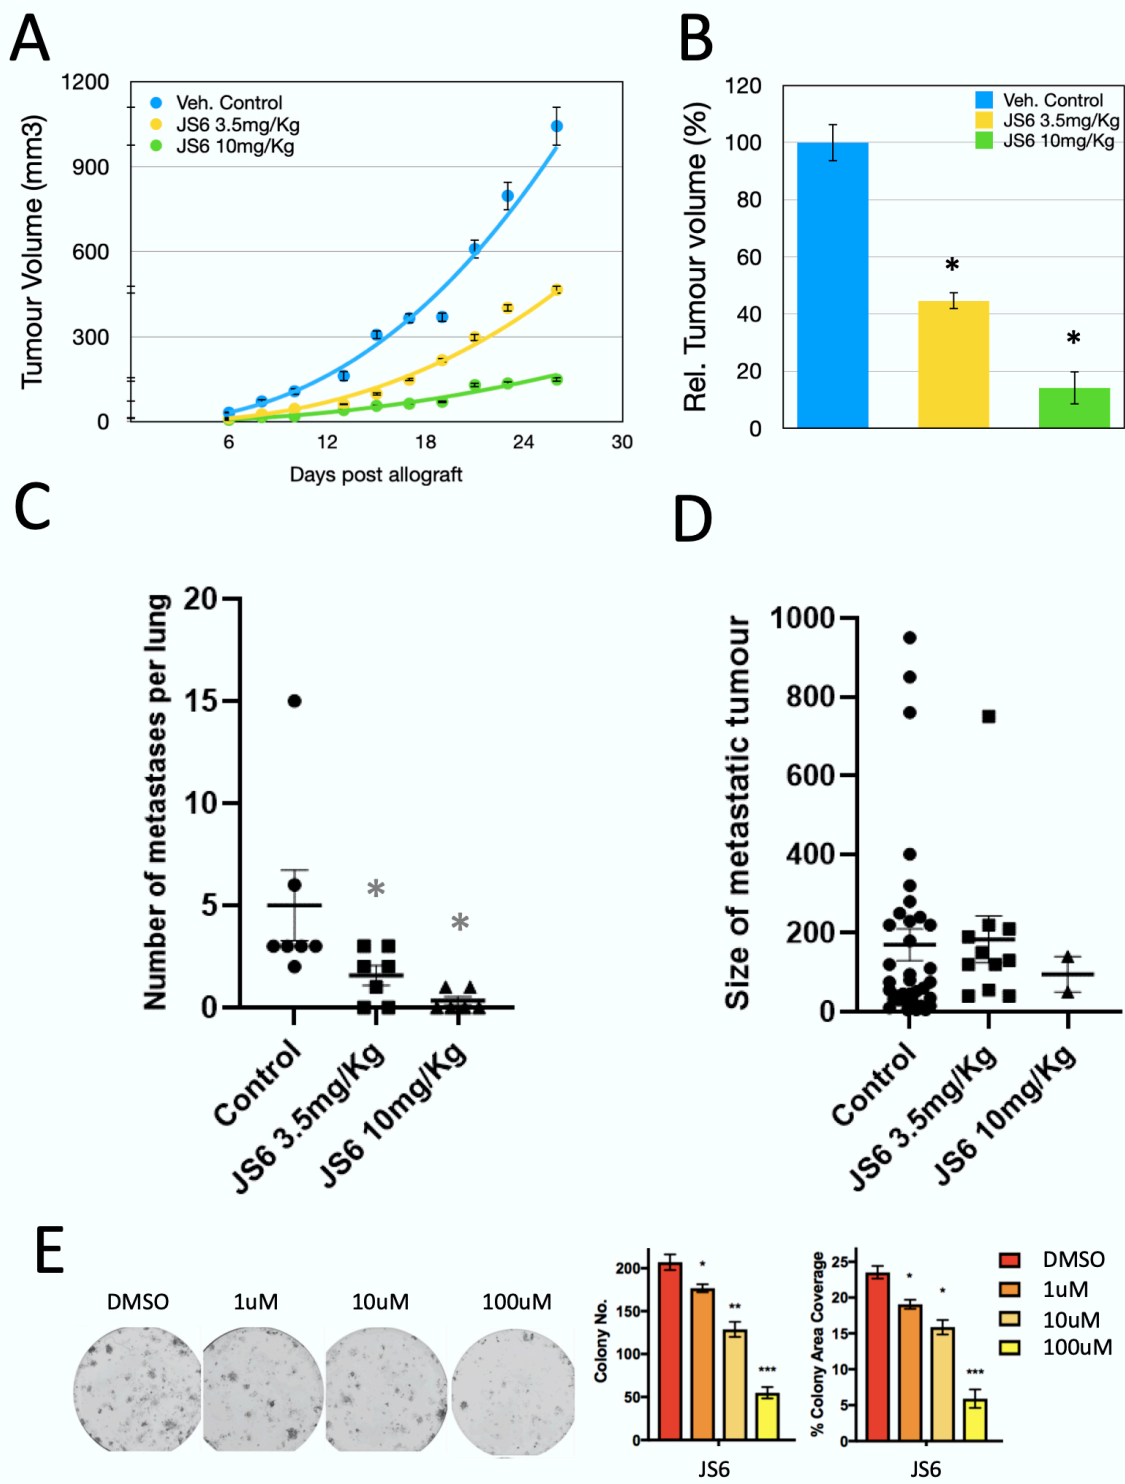 A
1200
900
600
300
0
Tumour Volume (mm3)
Veh. Control
JS6 3.5mg/Kg
JS6 10mg/Kg
6
12
18
24
30
Days post allograft
B
120
100
80
60
40
20
0
Rel. Tumour volume (%)
Veh. Control
JS6 3.5mg/Kg
JS6 10mg/Kg
*
*
C
20
15
10
5
0
Number of metastases per lung
*
*
Control
JS6 3.5mg/Kg
JS6 10mg/Kg
D
1000
800
600
400
200
0
Size of metastatic tumour
Control
JS6 3.5mg/Kg
JS6 10mg/Kg
E
DMSO
1uM
10uM
100uM
Colony No.
200
150
100
50
0
*
**
***
JS6
% Colony Area Coverage
25
20
15
10
5
0
*
*
***
JS6
DMSO
1uM
10uM
100uM